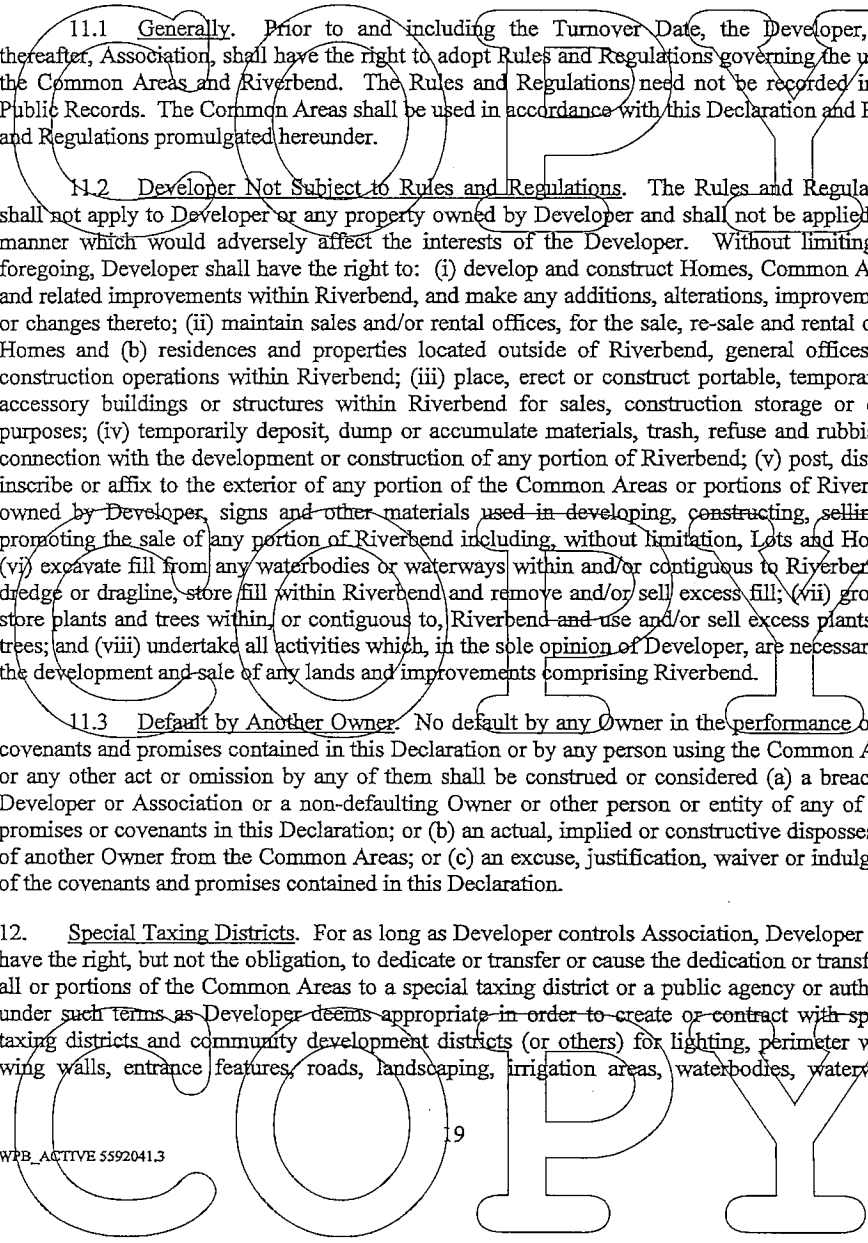 11.1 Generally. Prior to and including the Turnover Date, the Developer,
thereafter, Association, shall have the right to adopt Rules and Regulations governing the u
the Common Areas and Riverbend. The Rules and Regulations need not be recorded i
Public Records. The Common Areas shall be used in accordance with this Declaration and
and Regulations promulgated hereunder.
11.2 Developer Not Subject to Rules and Regulations. The Rules and Regula
shall not apply to Developer or any property owned by Developer and shall not be applied
manner which would adversely affect the interests of the Developer. Without limiting
foregoing, Developer shall have the right to: (i) develop and construct Homes, Common A
and related improvements within Riverbend, and make any additions, alterations, improvem
or changes thereto; (ii) maintain sales and/or rental offices, for the sale, re-sale and rental o
Homes and (b) residences and properties located outside of Riverbend, general offices
construction operations within Riverbend; (iii) place, erect or construct portable, tempora
accessory buildings or structures within Riverbend for sales, construction storage or
purposes; (iv) temporarily deposit, dump or accumulate materials, trash, refuse and rubbi
connection with the development or construction of any portion of Riverbend; (v) post, dis
inscribe or affix to the exterior of any portion of the Common Areas or portions of River
owned by Developer, signs and other materials used in developing, constructing, sellin
promoting the sale of any portion of Riverbend including, without limitation, Lots and Ho
(vi) excavate fill from any waterbodies or waterways within and/or contiguous to Riverben
dredge or dragline, store fill within Riverbend and remove and/or sell excess fill; (vii) gro
store plants and trees within, or contiguous to, Riverbend and use and/or sell excess plants
trees; and (viii) undertake all activities which, in the sole opinion of Developer, are necessar
the development and sale of any lands and improvements comprising Riverbend.
11.3 Default by Another Owner. No default by any Owner in the performance o
covenants and promises contained in this Declaration or by any person using the Common A
or any other act or omission by any of them shall be construed or considered (a) a breac
Developer or Association or a non-defaulting Owner or other person or entity of any of
promises or covenants in this Declaration; or (b) an actual, implied or constructive disposse
of another Owner from the Common Areas; or (c) an excuse, justification, waiver or indulg
of the covenants and promises contained in this Declaration.
12. Special Taxing Districts. For as long as Developer controls Association, Developer
have the right, but not the obligation, to dedicate or transfer or cause the dedication or transf
all or portions of the Common Areas to a special taxing district or a public agency or auth
under such terms as Developer deems appropriate in order to create or contract with sp
taxing districts and community development districts (or others) for lighting, perimeter w
wing walls, entrance features, roads, landscaping, irrigation areas, waterbodies, waterw
19
WPB_ACTIVE 5592041.3
COPY
COPY
COPY